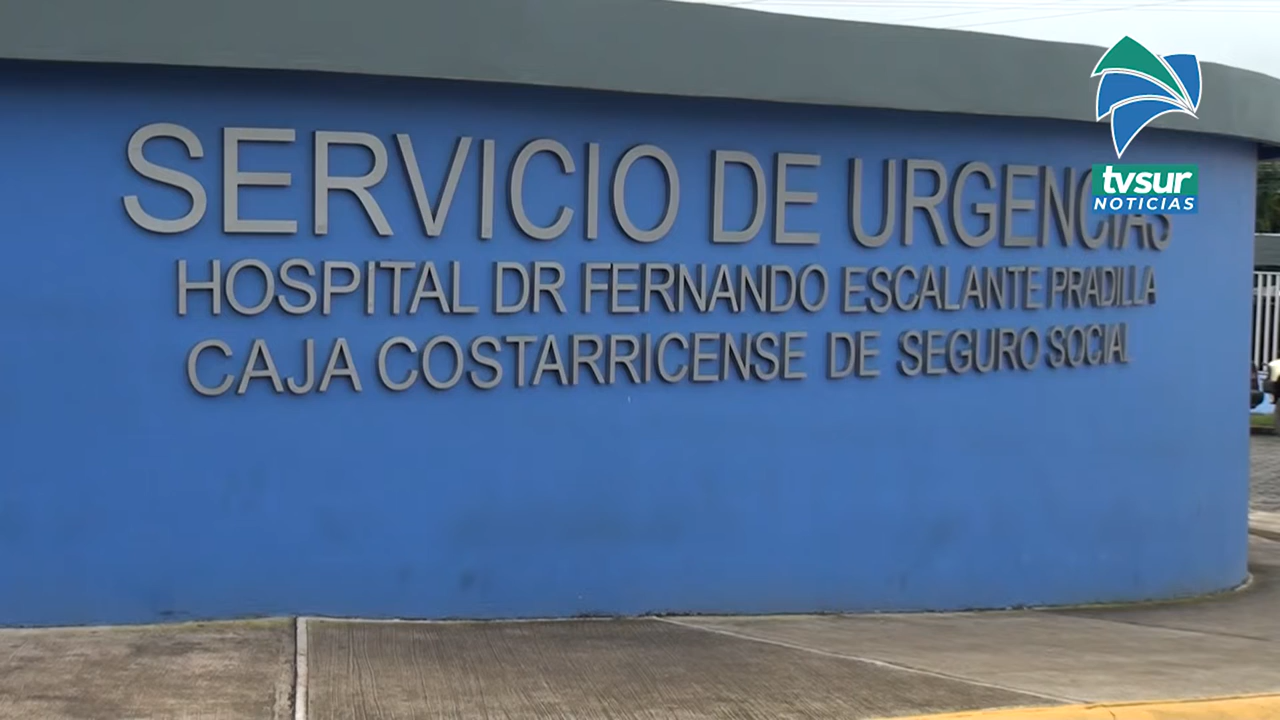 SERVICIO DE URGENCIAS
HOSPITAL DR FERNANDO ESCALANTE PRADILLA
CAJA COSTARRICENSE DE SEGURO SOCIAL
tvsur
NOTICIAS